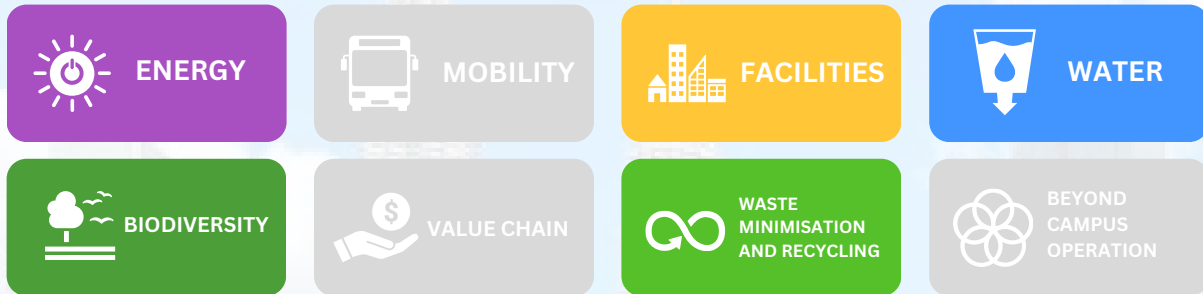 ENERGY
MOBILITY
FACILITIES
WATER
BIODIVERSITY
$
VALUE CHAIN
WASTE
MINIMISATION
AND RECYCLING
BEYOND
CAMPUS
OPERATION